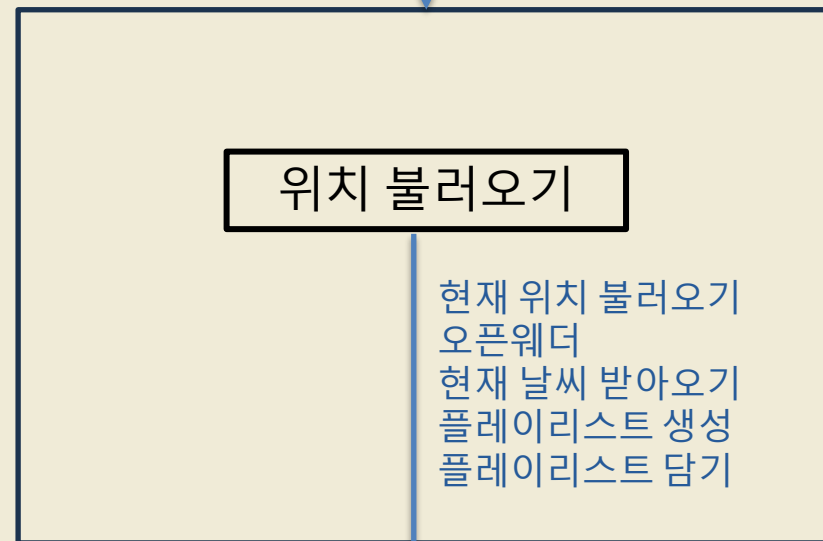 위치 불러오기
현재 위치 불러오기
오픈웨더
현재 날씨 받아오기
플레이리스트 생성
플레이리스트 담기